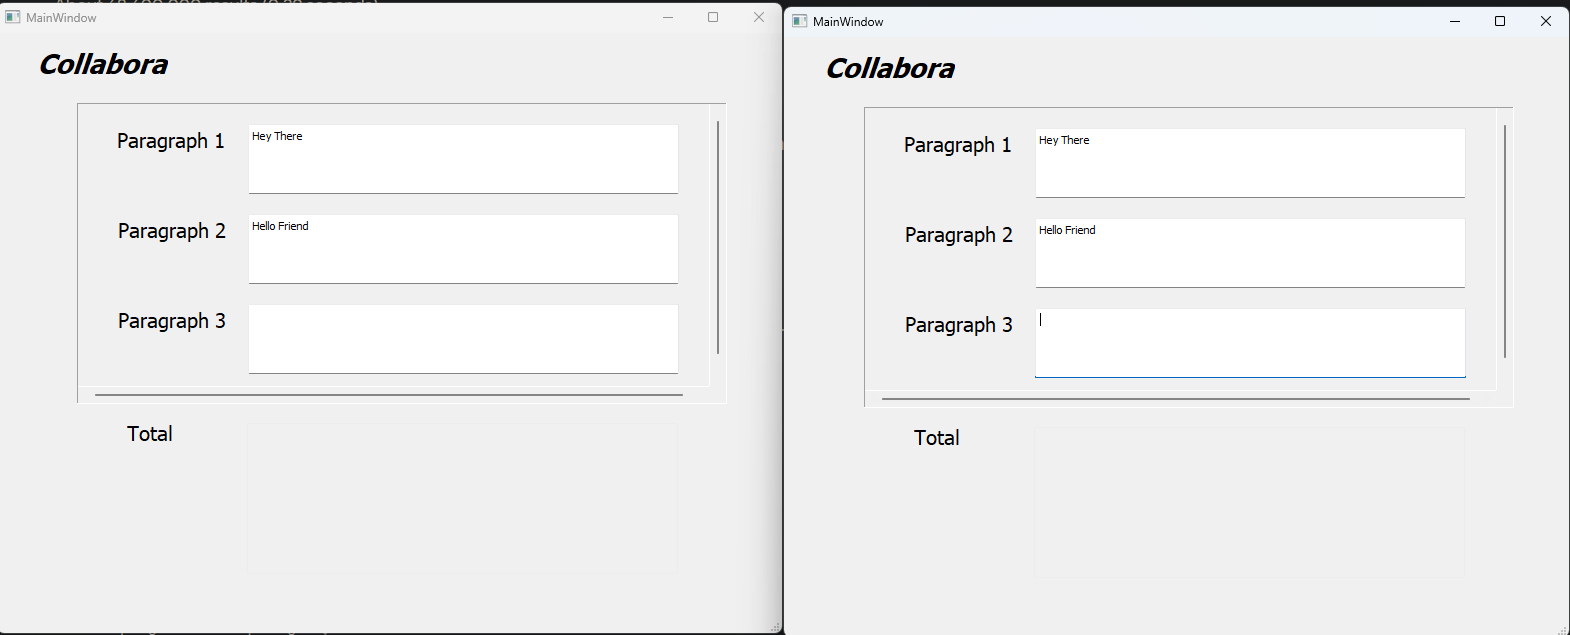 MainWindow
Collabora
Paragraph 1
Hey There
Paragraph 2
Hello Friend
Paragraph 3
Total
MainWindow
Collabora
Paragraph 1
Hey There
Paragraph 2
Hello Friend
Paragraph 3
Total